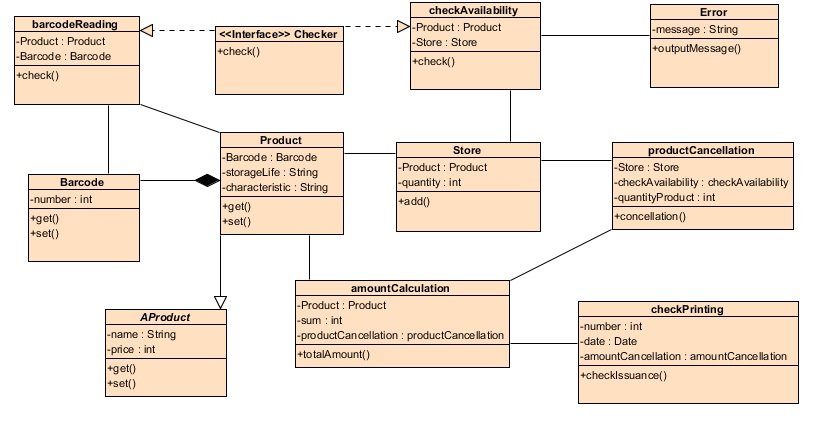 barcodeReading
-Product : Product
-Barcode : Barcode
+check()
<<Interface>> Checker
+check()
checkAvailability
-Product : Product
-Store : Store
+check()
Error
-message : String
+outputMessage()
Barcode
-number : int
+get()
+set()
Product
-Barcode : Barcode
-storageLife : String
-characteristic : String
+get()
+set()
Store
-Product : Product
-quantity : int
+add()
productCancellation
-Store : Store
-checkAvailability : checkAvailability
-quantityProduct : int
+concellation()
AProduct
-name : String
-price : int
+get()
+set()
amountCalculation
-Product : Product
-sum : int
-productCancellation : productCancellation
+totalAmount()
checkPrinting
-number : int
-date : Date
-amountCancellation : amountCancellation
+checkIssuance()